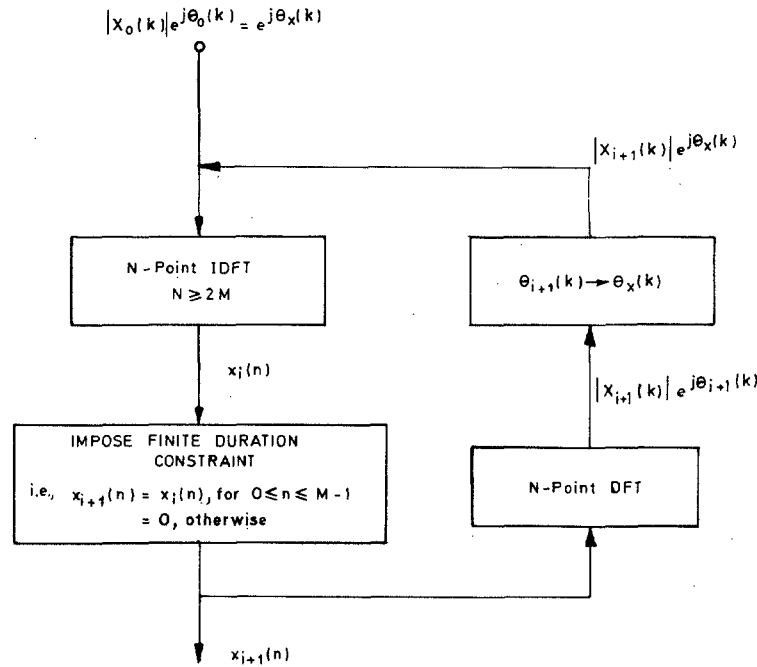 |X₀(k)| e^{jθ₀(k)} = e^{jθₓ(k)}
|X_{i+1}(k)| e^{jθₓ(k)}
N-Point IDFT
N ≥ 2M
θ_{i+1}(k) → θₓ(k)
x_i(n)
|X_{i+1}(k)| e^{jθ_{i+1}(k)}
IMPOSE FINITE DURATION
CONSTRAINT
i.e., x_{i+1}(n) = x_i(n), for 0 ≤ n ≤ M-1
= 0, otherwise
N-Point DFT
x_{i+1}(n)